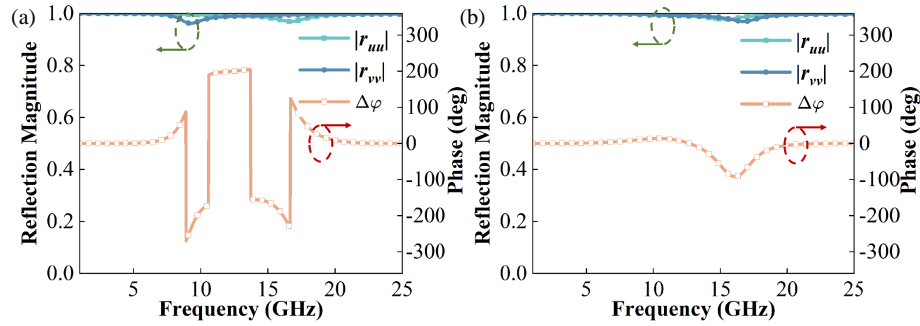 (a)
1.0
0.8
0.6
0.4
0.2
0.0
Reflection Magnitude
5
10
15
20
25
Frequency (GHz)
300
200
100
0
-100
-200
-300
Phase (deg)
|r_uu|
|r_vv|
Δφ
(b)
1.0
0.8
0.6
0.4
0.2
0.0
Reflection Magnitude
5
10
15
20
25
Frequency (GHz)
300
200
100
0
-100
-200
-300
Phase (deg)
|r_uu|
|r_vv|
Δφ